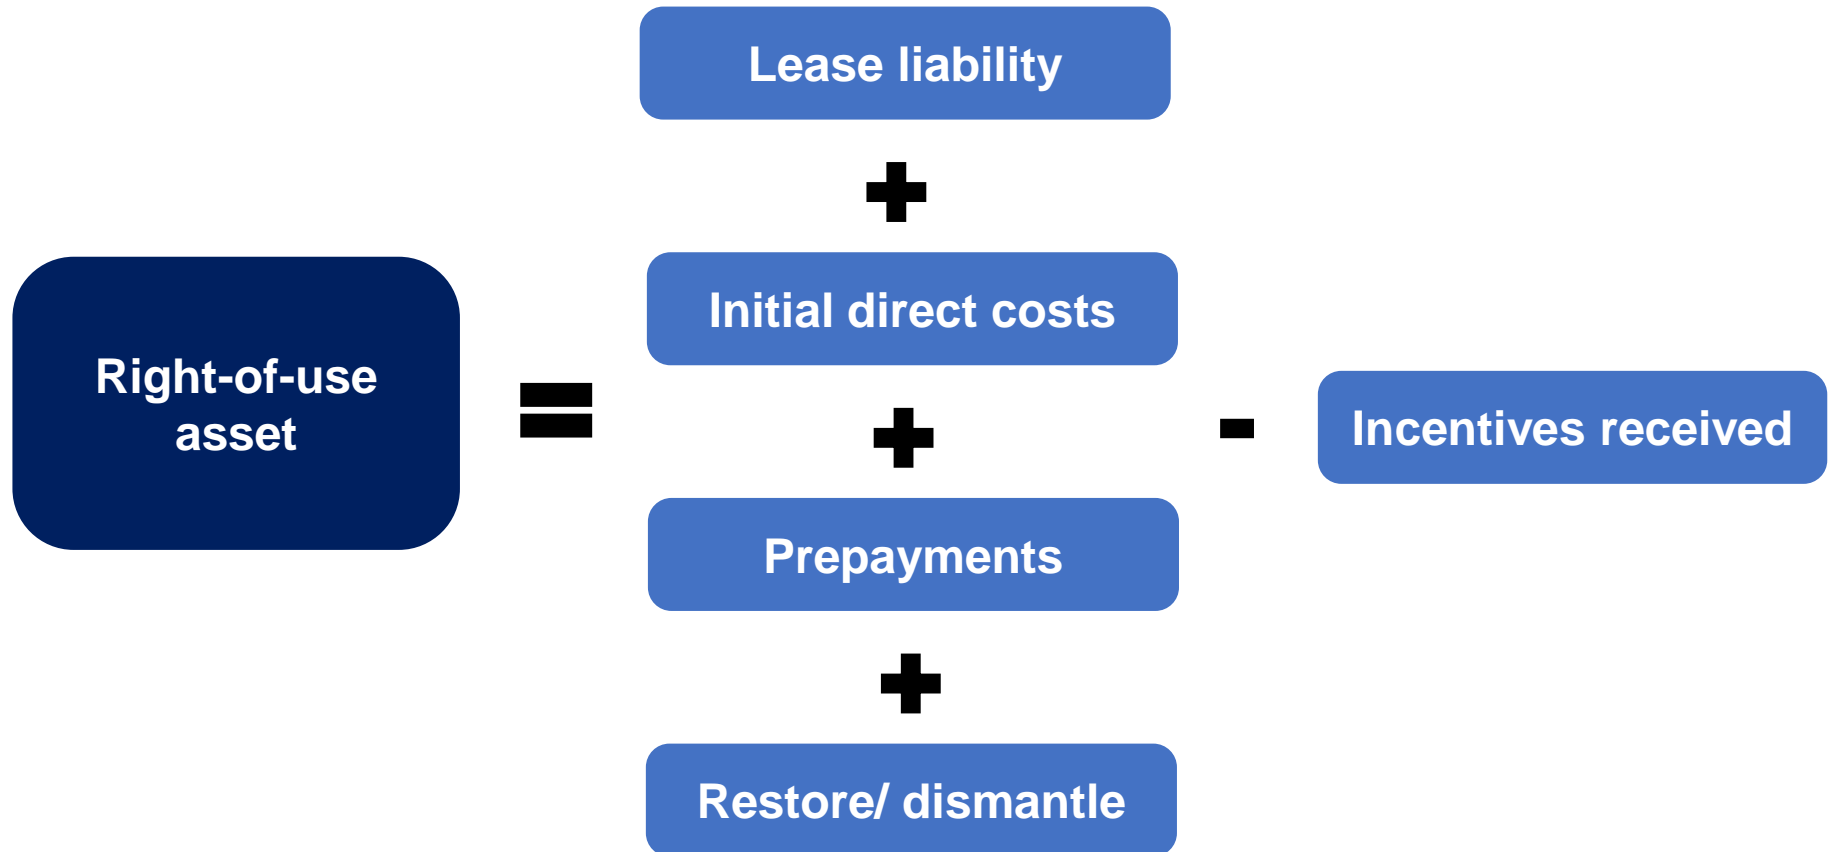 Lease liability
+
Initial direct costs
Right-of-use
asset
=
+
-
Incentives received
Prepayments
+
Restore/ dismantle